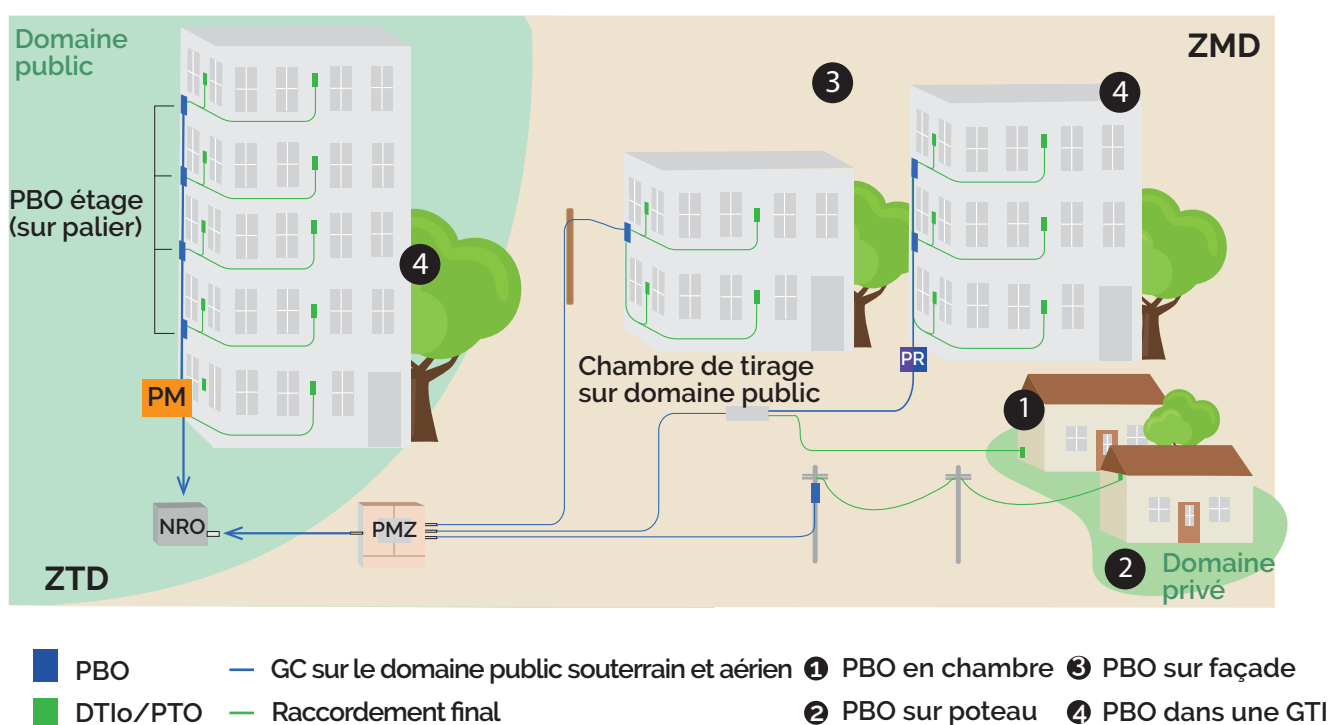 Domaine
public
ZMD
3
4
PBO étage
(sur palier)
4
Chambre de tirage
sur domaine public
PR
PM
1
NRO
PMZ
2
Domaine
privé
ZTD
PBO
GC sur le domaine public souterrain et aérien
1 PBO en chambre
3 PBO sur façade
DTIo/PTO
Raccordement final
2 PBO sur poteau
4 PBO dans une GTI